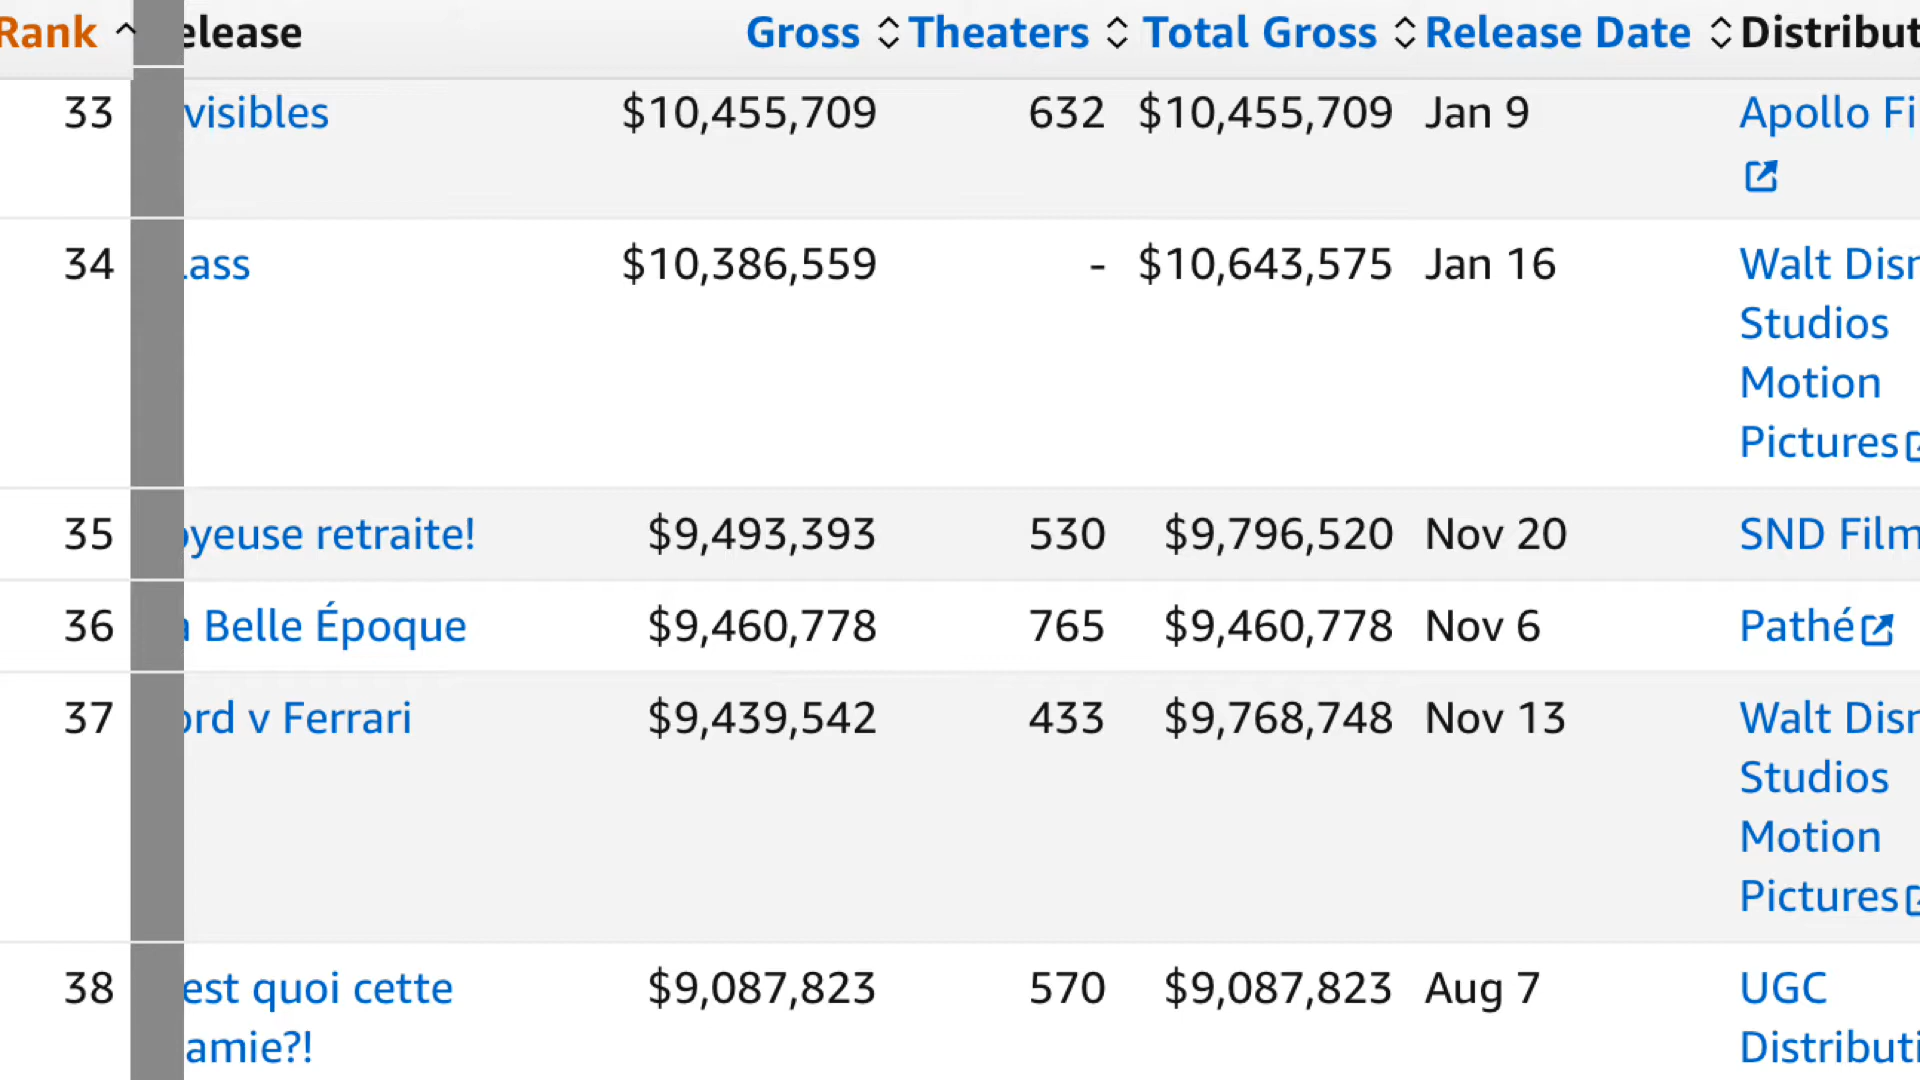 Rank elease Gross Theaters Total Gross Release Date Distribut
33 visibles $10,455,709 632 $10,455,709 Jan 9 Apollo Fi
34 lass $10,386,559 - $10,643,575 Jan 16 Walt Disn
Studios
Motion
Pictures
35 oyeuse retraite! $9,493,393 530 $9,796,520 Nov 20 SND Film
36 a Belle Époque $9,460,778 765 $9,460,778 Nov 6 Pathé
37 ord v Ferrari $9,439,542 433 $9,768,748 Nov 13 Walt Disn
Studios
Motion
Pictures
38 est quoi cette $9,087,823 570 $9,087,823 Aug 7 UGC
amie?! Distributi